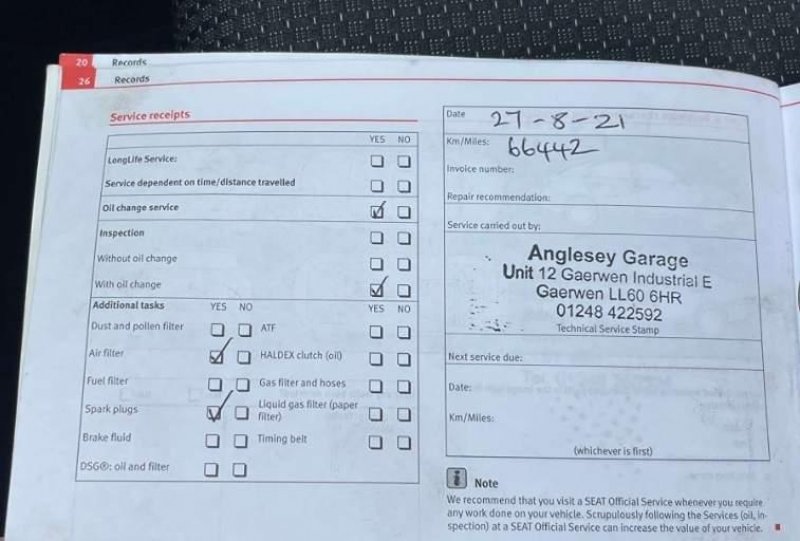 20 Records
26 Records
Service receipts
YES NO
LongLife Service:
Service dependent on time/distance travelled
Oil change service
Inspection
Without oil change
With oil change
Additional tasks YES NO YES NO
Dust and pollen filter ATF
Air filter HALDEX clutch (oil)
Fuel filter Gas filter and hoses
Spark plugs Liquid gas filter (paper
filter)
Brake fluid Timing belt
DSG®: oil and filter
Date 27-8-21
Km/Miles: 66442
Invoice number:
Repair recommendation:
Service carried out by:
Anglesey Garage
Unit 12 Gaerwen Industrial E
Gaerwen LL60 6HR
01248 422592
Technical Service Stamp
Next service due:
Date:
Km/Miles:
(whichever is first)
i Note
We recommend that you visit a SEAT Official Service whenever you require
any work done on your vehicle. Scrupulously following the Services (oil, in-
spection) at a SEAT Official Service can increase the value of your vehicle.